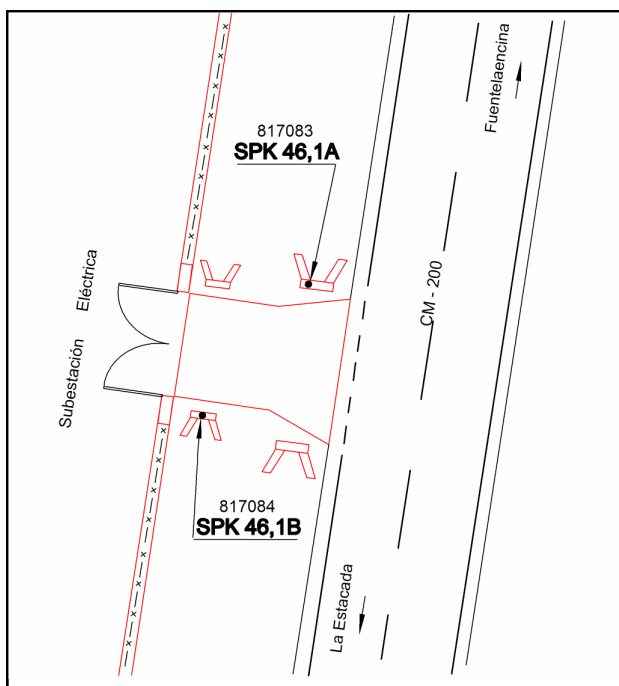 Fuentelaencina
817083
SPK 46,1A
CM - 200
Eléctrica
Subestación
817084
SPK 46,1B
La Estacada